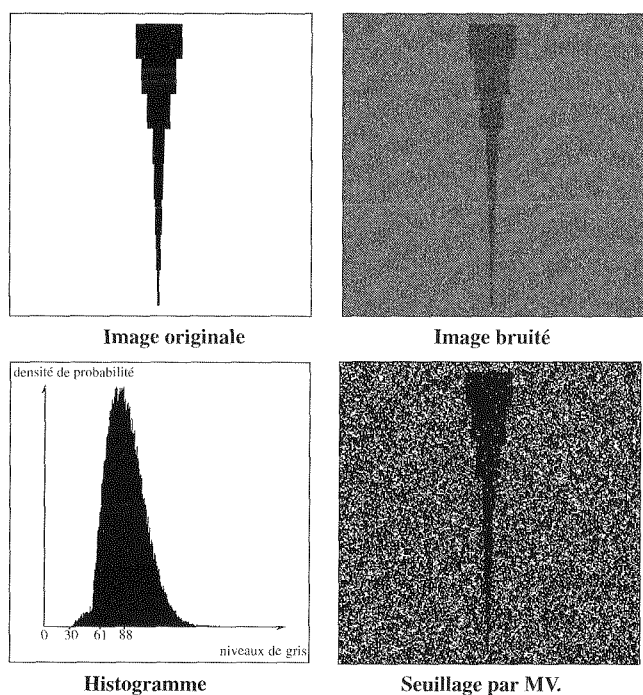 Image originale
Image bruité
densité de probabilité
0 30 61 88
niveaux de gris
Histogramme
Seuillage par MV.